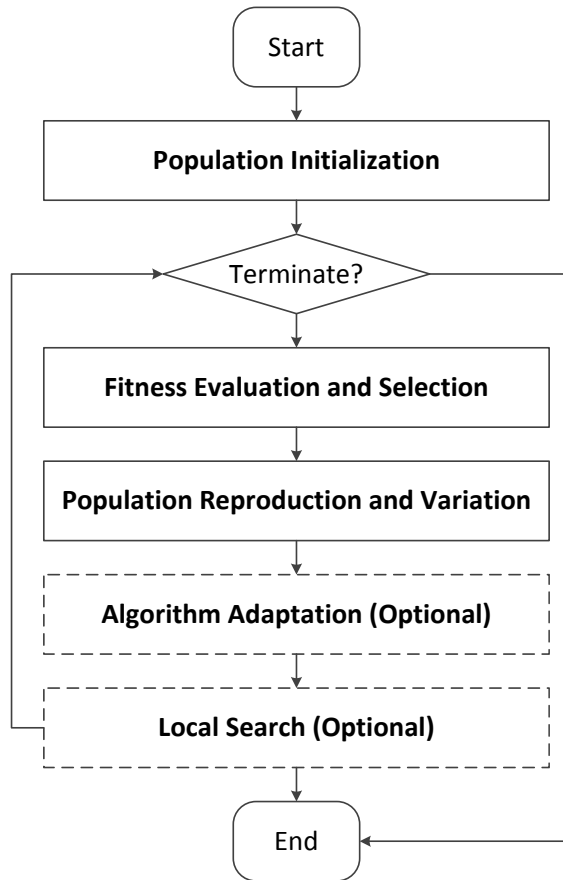 Start
Population Initialization
Terminate?
Fitness Evaluation and Selection
Population Reproduction and Variation
Algorithm Adaptation (Optional)
Local Search (Optional)
End